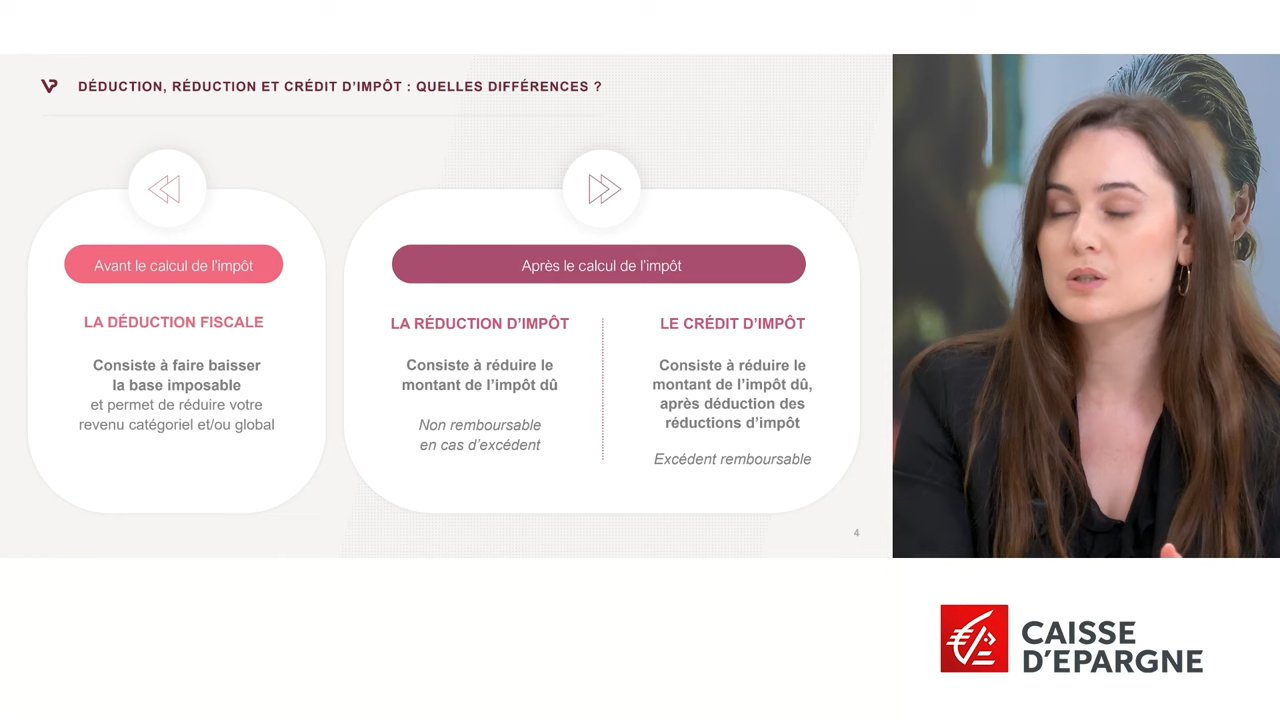 DÉDUCTION, RÉDUCTION ET CRÉDIT D'IMPÔT : QUELLES DIFFÉRENCES ?
Avant le calcul de l'impôt
LA DÉDUCTION FISCALE
Consiste à faire baisser
la base imposable
et permet de réduire votre
revenu catégoriel et/ou global
Après le calcul de l'impôt
LA RÉDUCTION D'IMPÔT
Consiste à réduire le
montant de l'impôt dû
Non remboursable
en cas d'excédent
LE CRÉDIT D'IMPÔT
Consiste à réduire le
montant de l'impôt dû,
après déduction des
réductions d'impôt
Excédent remboursable
4
CAISSE
D'EPARGNE